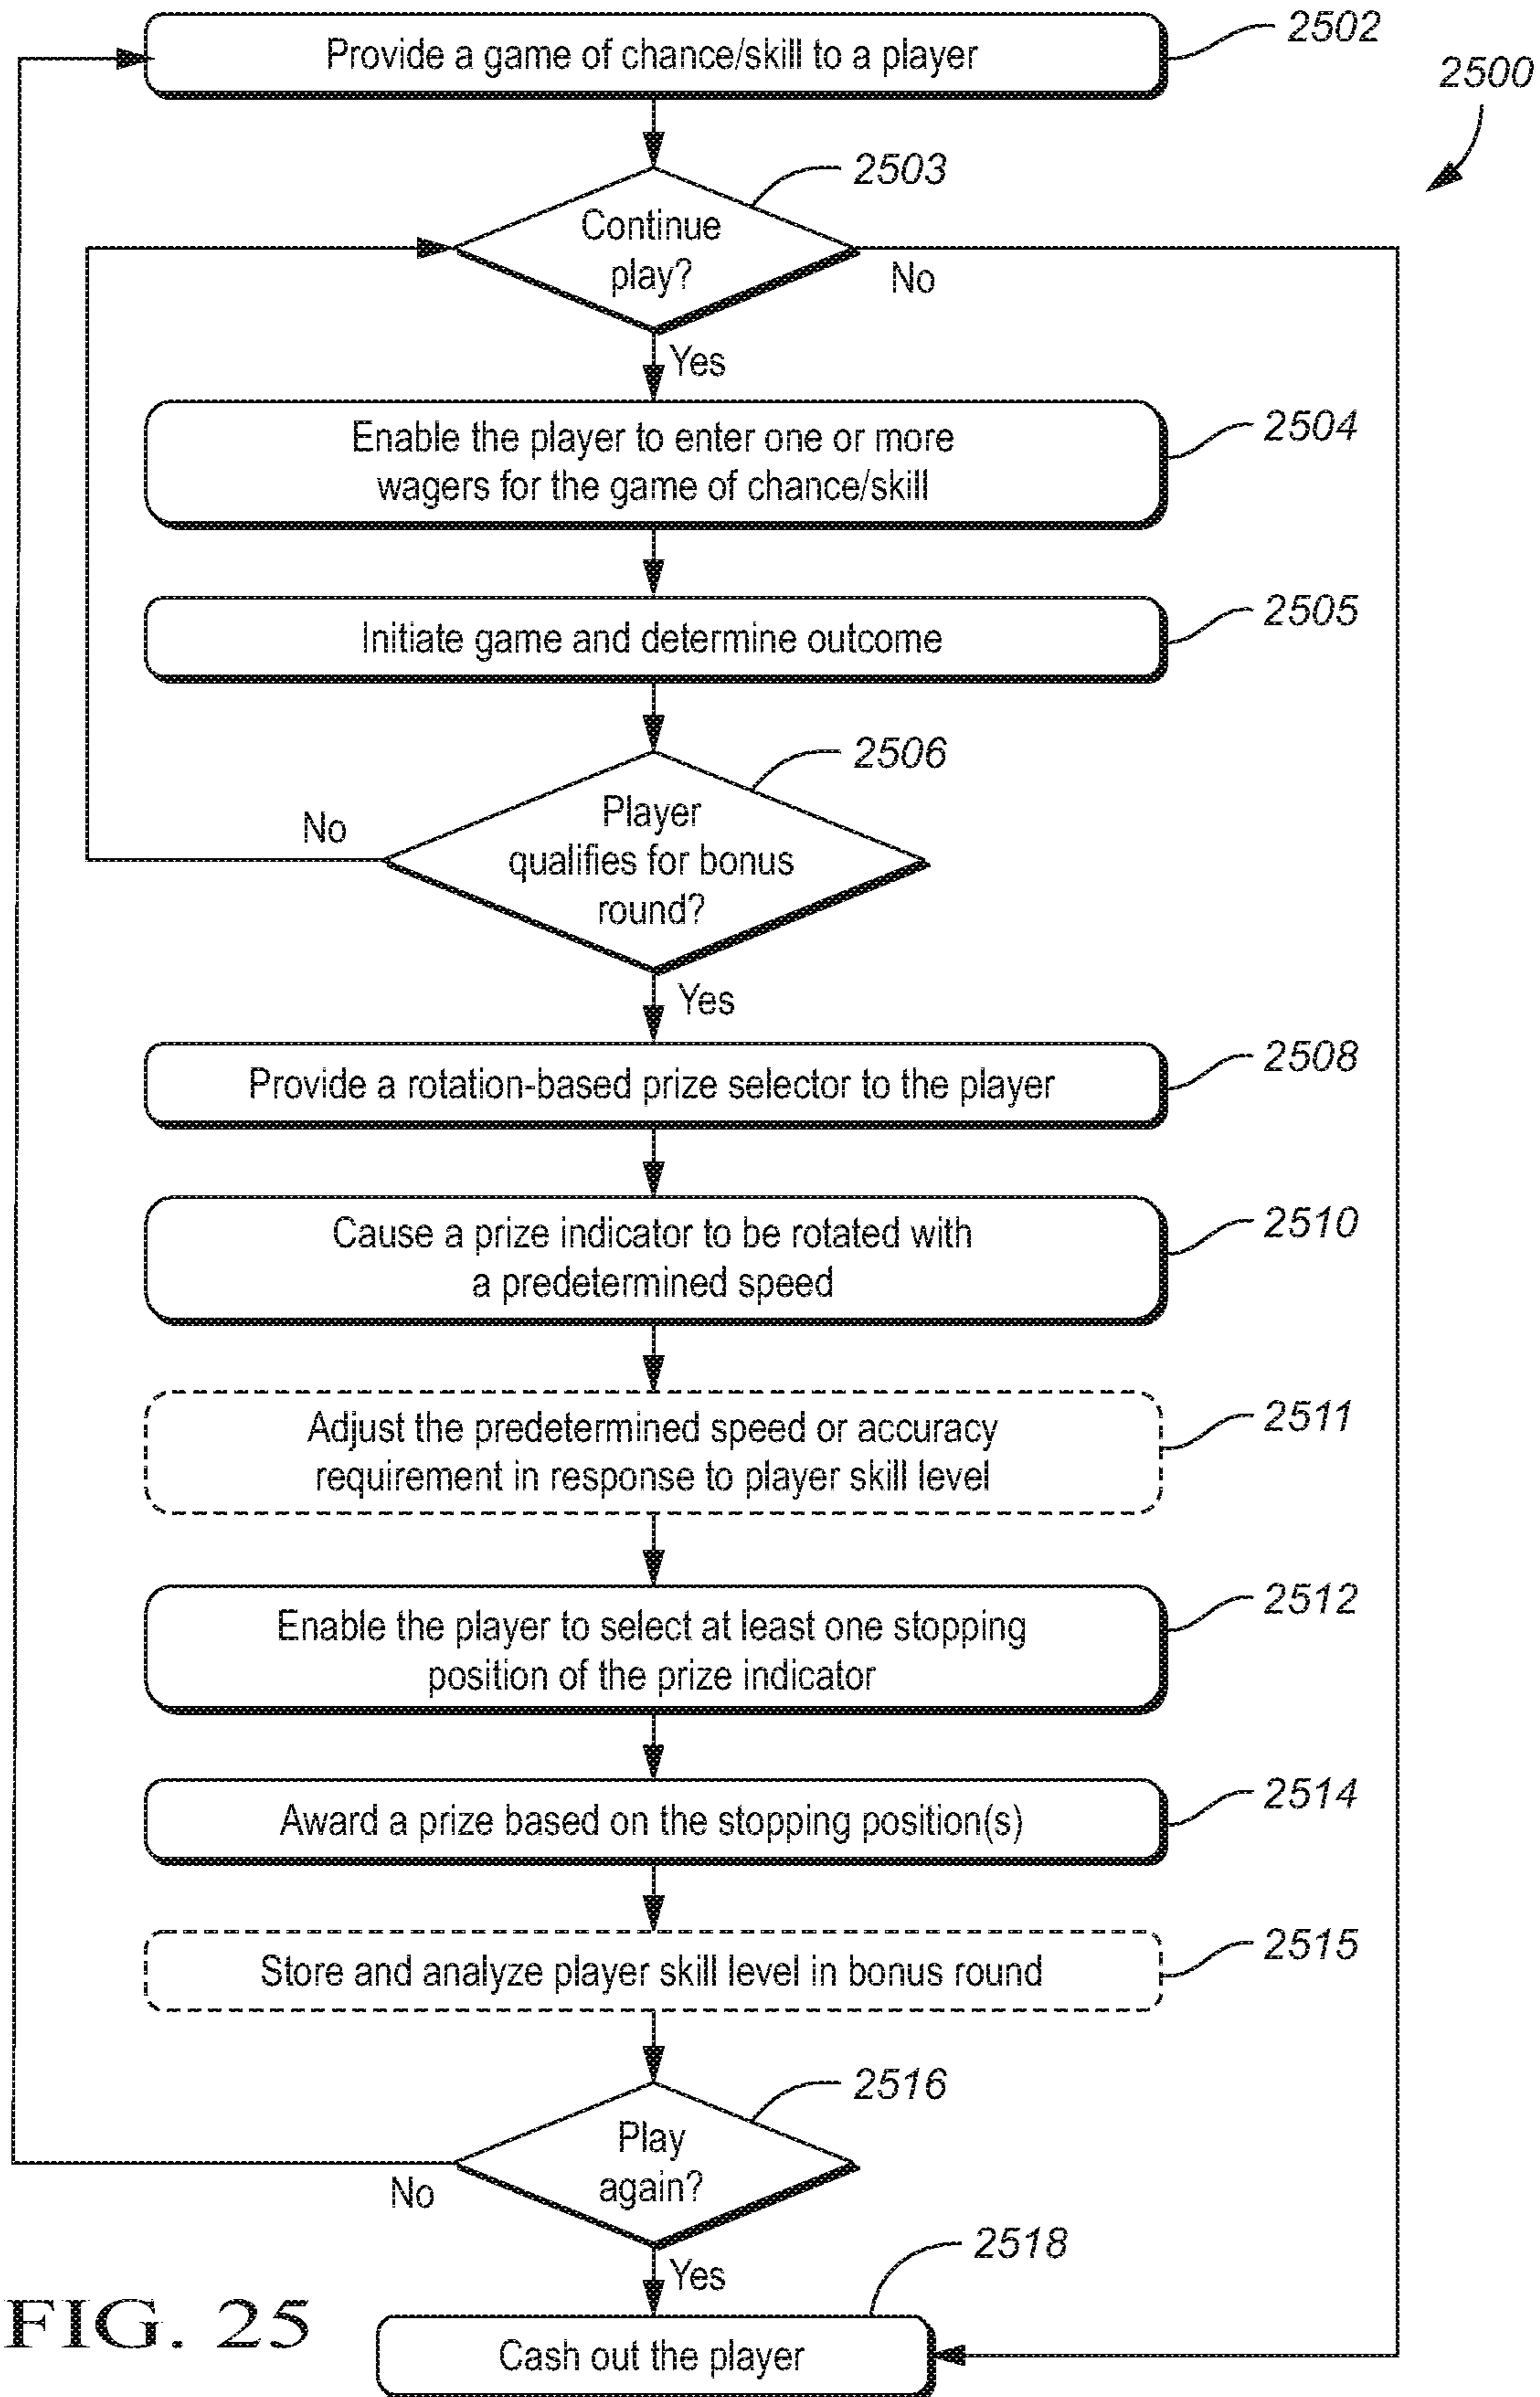 Provide a game of chance/skill to a player
2502
2500
2503
Continue
play?
No
Yes
Enable the player to enter one or more
wagers for the game of chance/skill
2504
Initiate game and determine outcome
2505
2506
Player
qualifies for bonus
round?
No
Yes
Provide a rotation-based prize selector to the player
2508
Cause a prize indicator to be rotated with
a predetermined speed
2510
Adjust the predetermined speed or accuracy
requirement in response to player skill level
2511
Enable the player to select at least one stopping
position of the prize indicator
2512
Award a prize based on the stopping position(s)
2514
Store and analyze player skill level in bonus round
2515
2516
Play
again?
No
Yes
2518
Cash out the player
FIG. 25